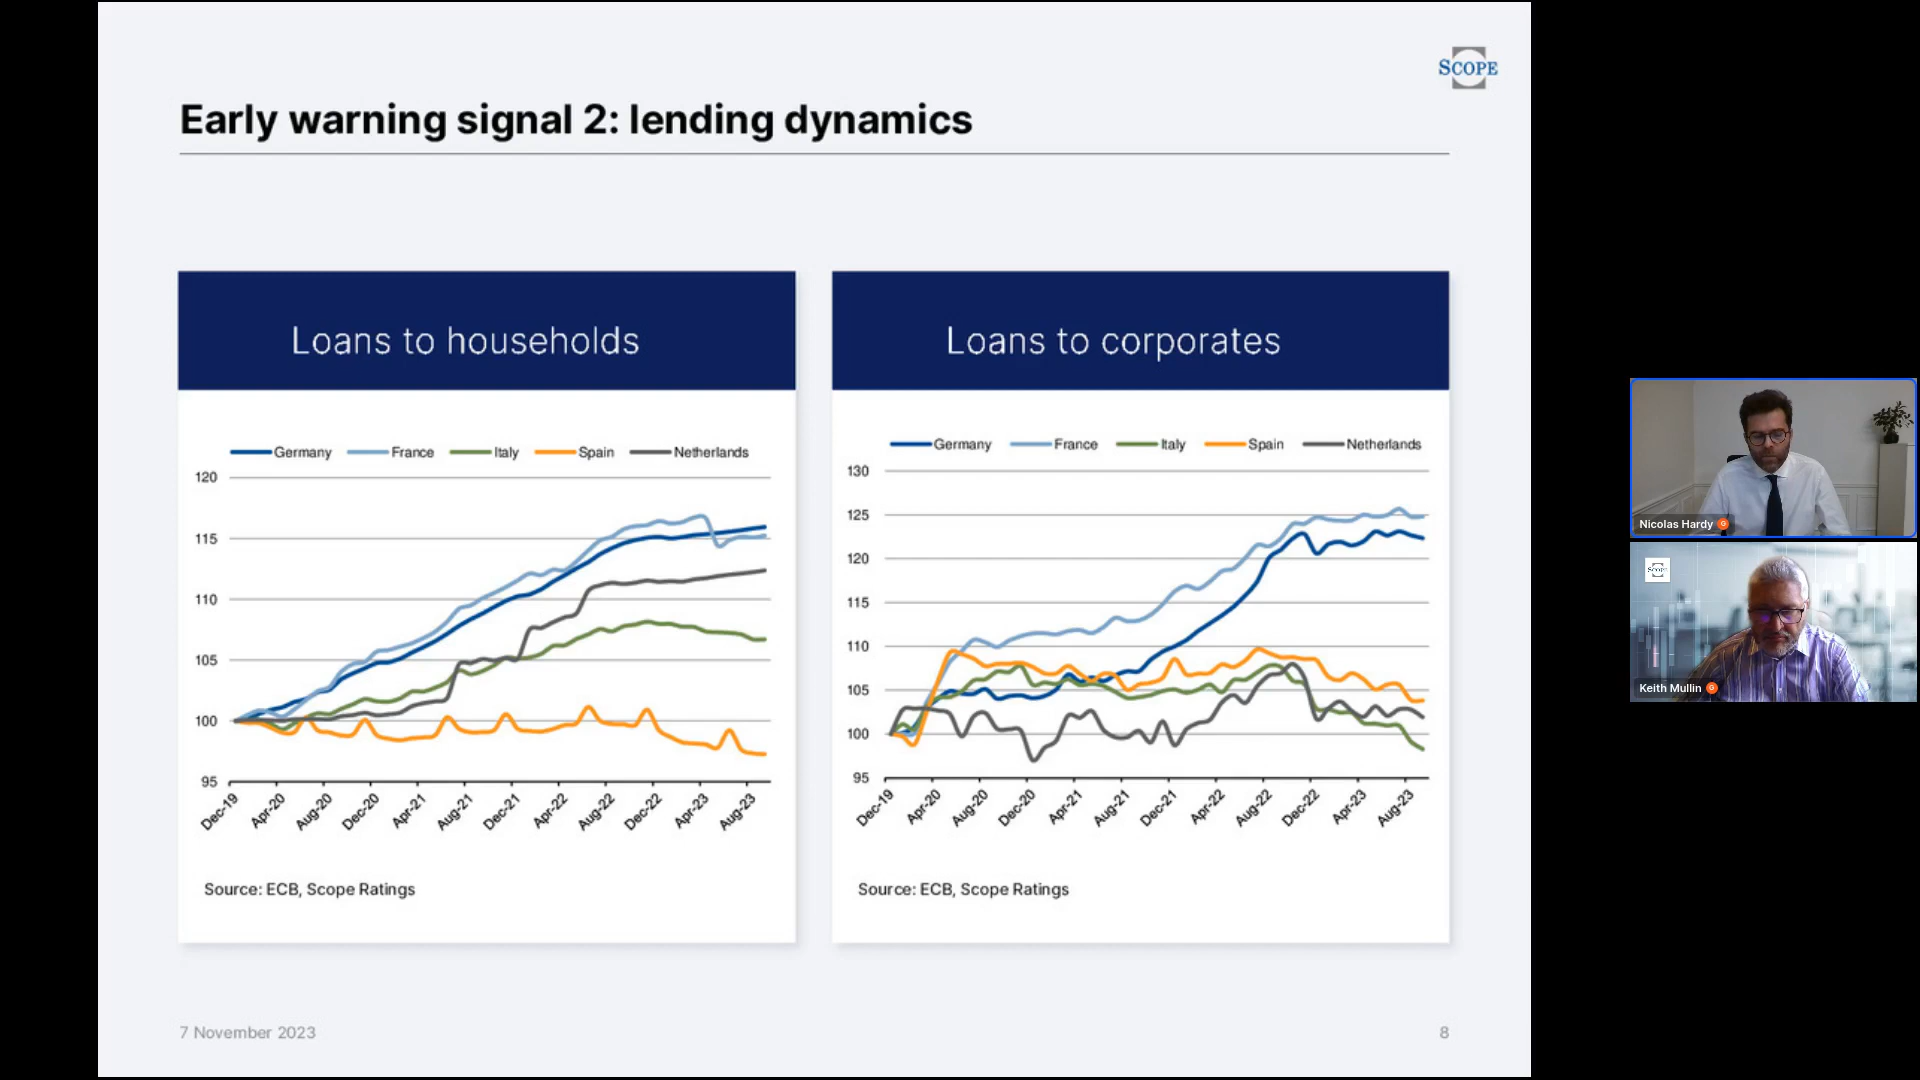 SCOPE
Early warning signal 2: lending dynamics
Loans to households
Germany France Italy Spain Netherlands
120
115
110
105
100
95
Dec-19 Apr-20 Aug-20 Dec-20 Apr-21 Aug-21 Dec-21 Apr-22 Aug-22 Dec-22 Apr-23 Aug-23
Source: ECB, Scope Ratings
Loans to corporates
Germany France Italy Spain Netherlands
130
125
120
115
110
105
100
95
Dec-19 Apr-20 Aug-20 Dec-20 Apr-21 Aug-21 Dec-21 Apr-22 Aug-22 Dec-22 Apr-23 Aug-23
Source: ECB, Scope Ratings
7 November 2023
8
Nicolas Hardy
SCOPE
Keith Mullin